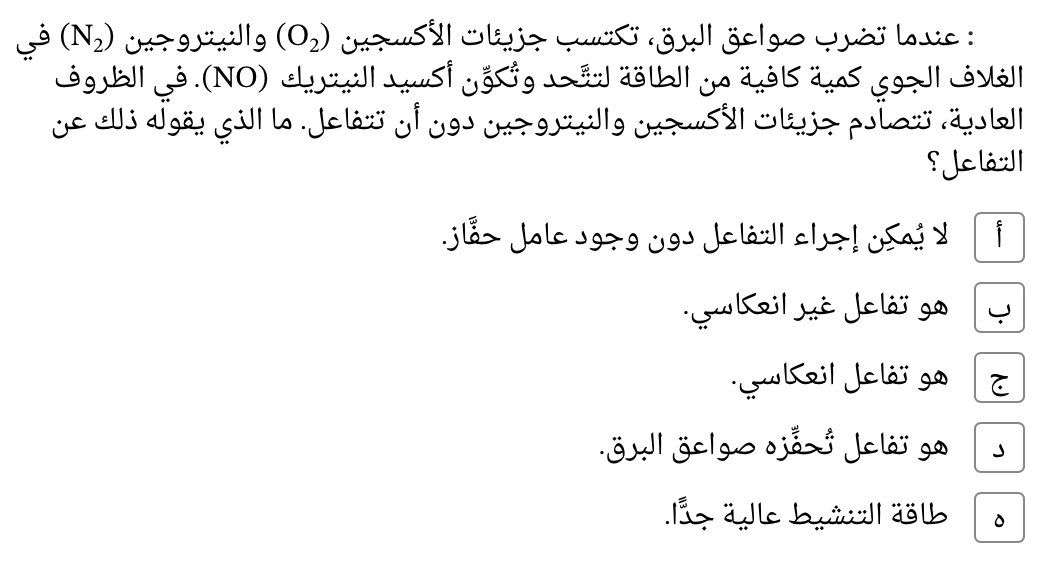 : عندما تضرب صواعق البرق، تكتسب جزيئات الأكسجين (O₂) والنيتروجين (N₂) في
الغلاف الجوي كمية كافية من الطاقة لتتَّحد وتُكوِّن أكسيد النيتريك (NO). في الظروف
العادية، تتصادم جزيئات الأكسجين والنيتروجين دون أن تتفاعل. ما الذي يقوله ذلك عن
التفاعل؟
أ لا يُمكِن إجراء التفاعل دون وجود عامل حفَّاز.
ب هو تفاعل غير انعكاسي.
ج هو تفاعل انعكاسي.
د هو تفاعل تُحفِّزه صواعق البرق.
ه طاقة التنشيط عالية جدًّا.